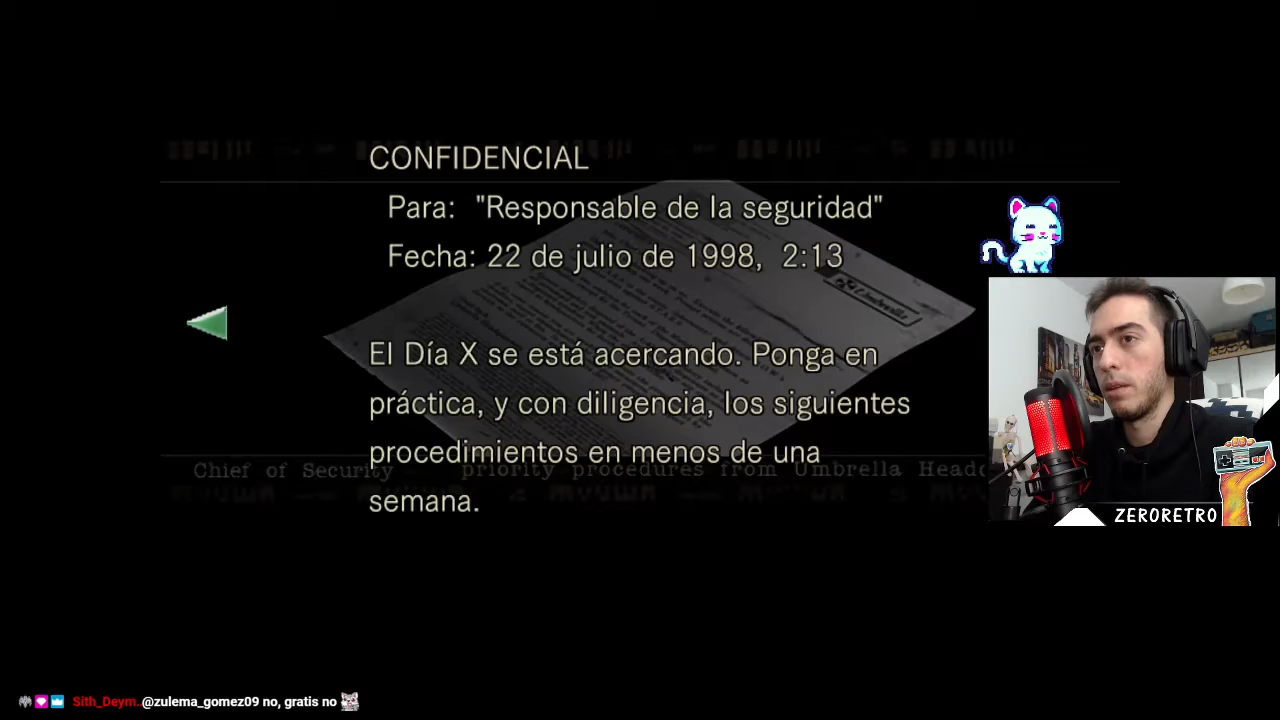 CONFIDENCIAL
Para: "Responsable de la seguridad"
Fecha: 22 de julio de 1998, 2:13
Umbrella
El Día X se está acercando. Ponga en
práctica, y con diligencia, los siguientes
procedimientos en menos de una
semana.
Chief of Security priority procedures from Umbrella Headq
ZERORETRO
Sith_Deym..@zulema_gomez09 no, gratis no